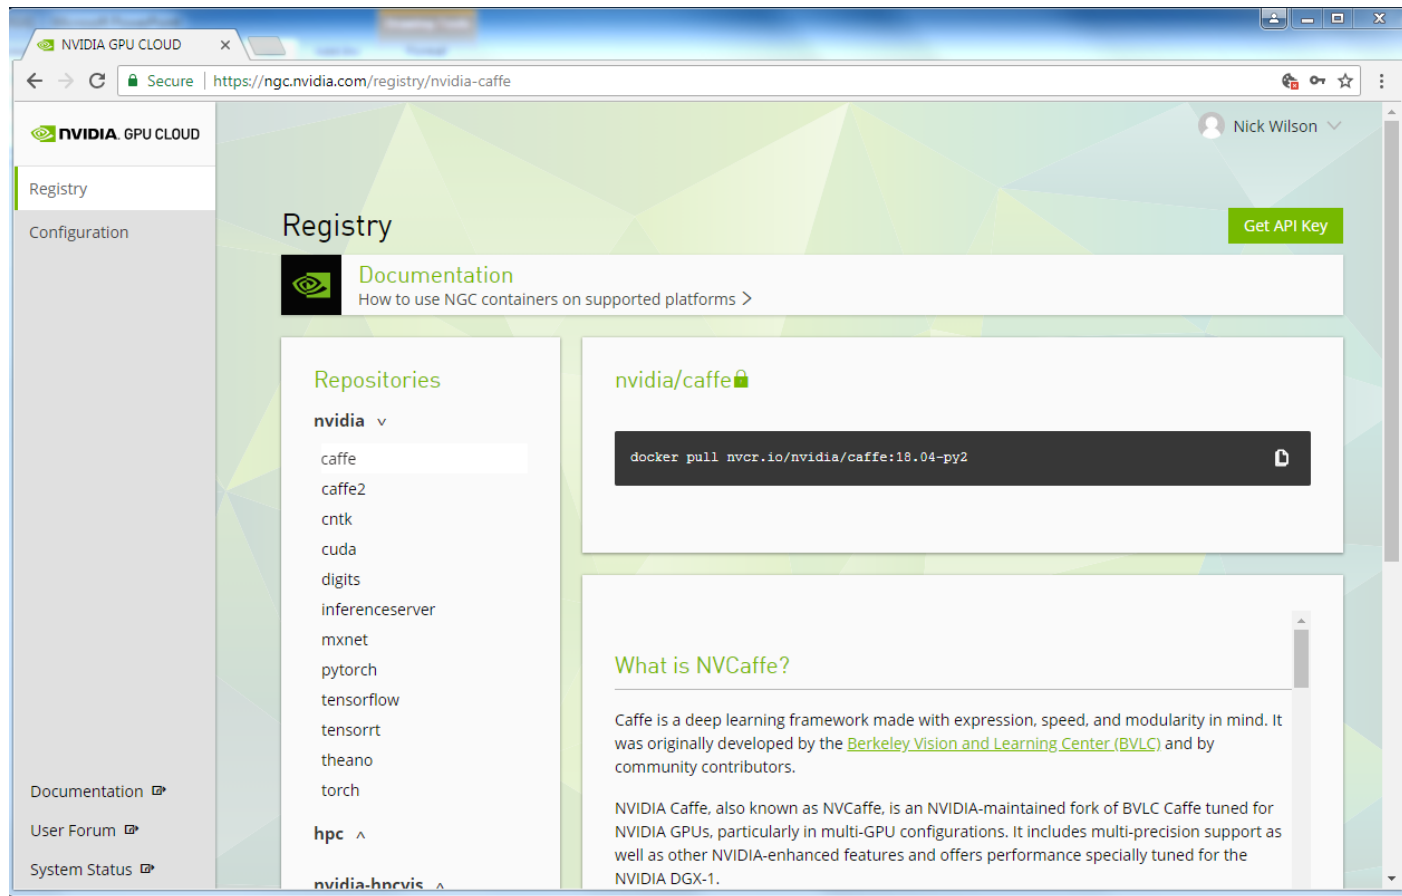 NVIDIA GPU CLOUD
Secure
https://ngc.nvidia.com/registry/nvidia-caffe
NVIDIA. GPU CLOUD
Nick Wilson
Registry
Configuration
Registry
Get API Key
Documentation
How to use NGC containers on supported platforms
Repositories
nvidia
caffe
caffe2
cntk
cuda
digits
inferenceserver
mxnet
pytorch
tensorflow
tensorrt
theano
torch
hpc
nvidia-hpcvis
nvidia/caffe
docker pull nvcr.io/nvidia/caffe:18.04-py2
What is NVCaffe?
Caffe is a deep learning framework made with expression, speed, and modularity in mind. It
was originally developed by the Berkeley Vision and Learning Center (BVLC) and by
community contributors.
NVIDIA Caffe, also known as NVCaffe, is an NVIDIA-maintained fork of BVLC Caffe tuned for
NVIDIA GPUs, particularly in multi-GPU configurations. It includes multi-precision support as
well as other NVIDIA-enhanced features and offers performance specially tuned for the
NVIDIA DGX-1.
Documentation
User Forum
System Status